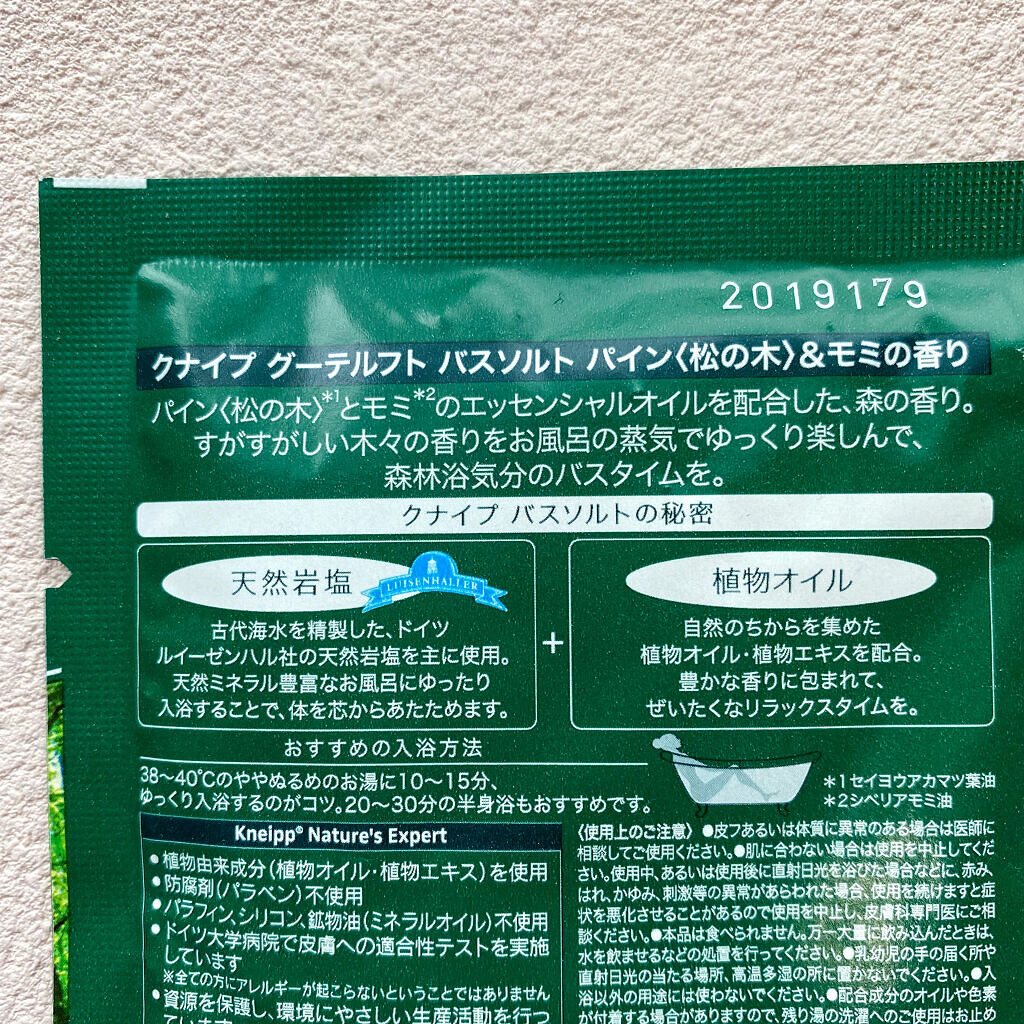 2019179
クナイプ グーテルフト バスソルト パイン〈松の木〉&モミの香り
パイン〈松の木〉*1とモミ*2のエッセンシャルオイルを配合した、森の香り。
すがすがしい木々の香りをお風呂の蒸気でゆっくり楽しんで、
森林浴気分のバスタイムを。
クナイプ バスソルトの秘密
天然岩塩
LUISENHALLER
古代海水を精製した、ドイツ
ルイーゼンハル社の天然岩塩を主に使用。
天然ミネラル豊富なお風呂にゆったり
入浴することで、体を芯からあたためます。
+
植物オイル
自然のちからを集めた
植物オイル・植物エキスを配合。
豊かな香りに包まれて、
ぜいたくなリラックスタイムを。
おすすめの入浴方法
38〜40℃のややぬるめのお湯に10〜15分、
ゆっくり入浴するのがコツ。20〜30分の半身浴もおすすめです。
*1セイヨウアカマツ葉油
*2シベリアモミ油
Kneipp® Nature's Expert
●植物由来成分(植物オイル・植物エキス)を使用
●防腐剤(パラベン)不使用
●パラフィン、シリコン、鉱物油(ミネラルオイル)不使用
●ドイツ大学病院で皮膚への適合性テストを実施
しています
※全ての方にアレルギーが起こらないということではありません
●資源を保護し、環境にやさしい生産活動を行っ
ています
〈使用上のご注意〉●皮フあるいは体質に異常のある場合は医師に
相談してご使用ください。●肌に合わない場合は使用を中止してくだ
さい。使用中、あるいは使用後に直射日光を浴びた場合などに、赤み、
はれ、かゆみ、刺激等の異常があらわれた場合、使用を続けますと症
状を悪化させることがあるので使用を中止し、皮膚科専門医にご相
談ください。●本品は食べられません。万一大量に飲み込んだときは、
水を飲ませるなどの処置を行ってください。●乳幼児の手の届く所や
直射日光の当たる場所、高温多湿の所に置かないでください。●入
浴以外の用途には使わないでください。●配合成分のオイルや色素
が付着する場合がありますので、残り湯の洗濯へのご使用はお止め